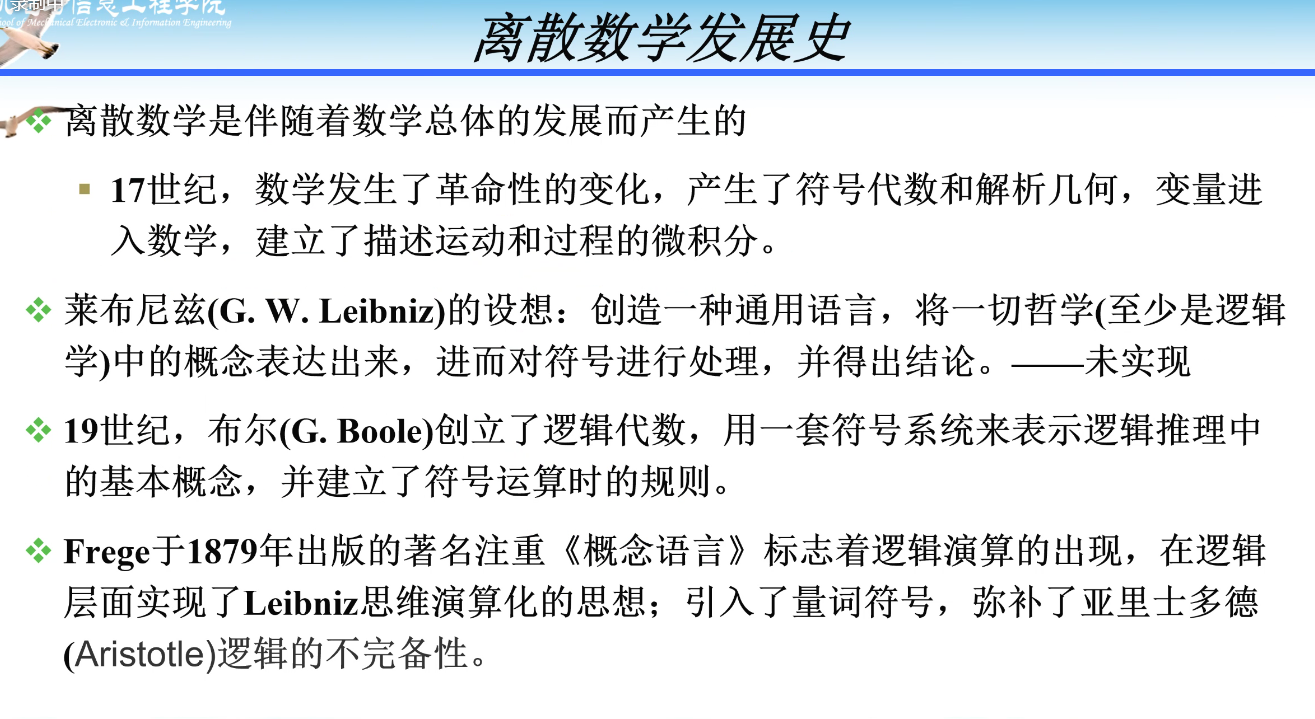 录制中 信息工程学院
ool of Mechanical Electronic & Information Engineering
离散数学发展史
离散数学是伴随着数学总体的发展而产生的
17世纪，数学发生了革命性的变化，产生了符号代数和解析几何，变量进
入数学，建立了描述运动和过程的微积分。
莱布尼兹(G. W. Leibniz)的设想：创造一种通用语言，将一切哲学(至少是逻辑
学)中的概念表达出来，进而对符号进行处理，并得出结论。——未实现
19世纪，布尔(G. Boole)创立了逻辑代数，用一套符号系统来表示逻辑推理中
的基本概念，并建立了符号运算时的规则。
Frege于1879年出版的著名注重《概念语言》标志着逻辑演算的出现，在逻辑
层面实现了Leibniz思维演算化的思想；引入了量词符号，弥补了亚里士多德
(Aristotle)逻辑的不完备性。